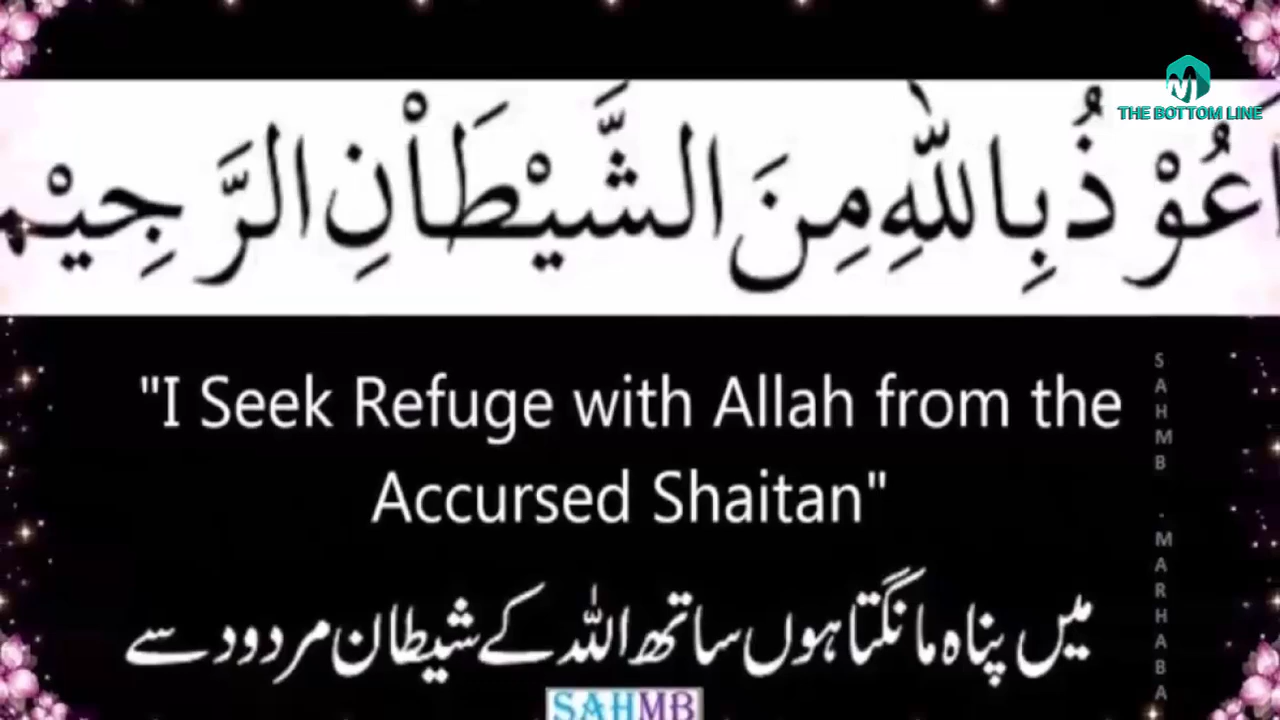 THE BOTTOM LINE
اَعُوْذُ بِاللّٰهِ مِنَ الشَّيْطَاْنِ الرَّجِيْم
"I Seek Refuge with Allah from the
Accursed Shaitan"
میں پناہ مانگتا ہوں ساتھ اللہ کے شیطان مردود سے
SAHMB
SAHMB - MARHABA